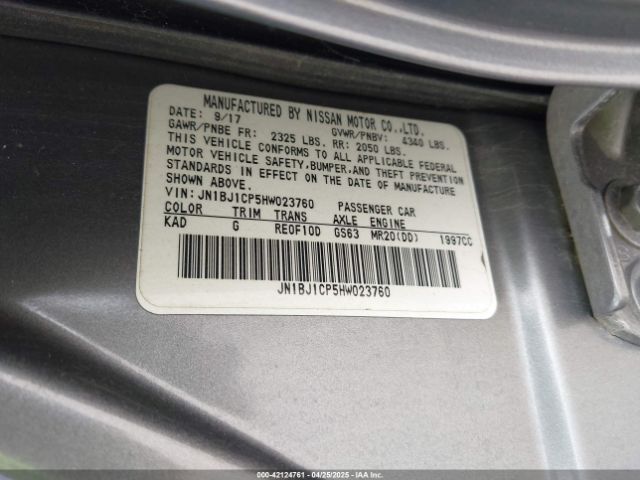 MANUFACTURED BY NISSAN MOTOR CO.,LTD.
DATE: 9/17 GVWR/PNBV: 4340 LBS.
GAWR/PNBE FR: 2325 LBS. RR: 2050 LBS.
THIS VEHICLE CONFORMS TO ALL APPLICABLE FEDERAL
MOTOR VEHICLE SAFETY,BUMPER,AND THEFT PREVENTION
STANDARDS IN EFFECT ON THE DATE OF MANUFACTURE
SHOWN ABOVE.
VIN: JN1BJ1CP5HW023760 PASSENGER CAR
COLOR TRIM TRANS AXLE ENGINE
KAD G RE0F10D GS63 MR20(DD) 1997CC
JN1BJ1CP5HW023760
000-42124761 - 04/25/2025 - IAAI, Inc.